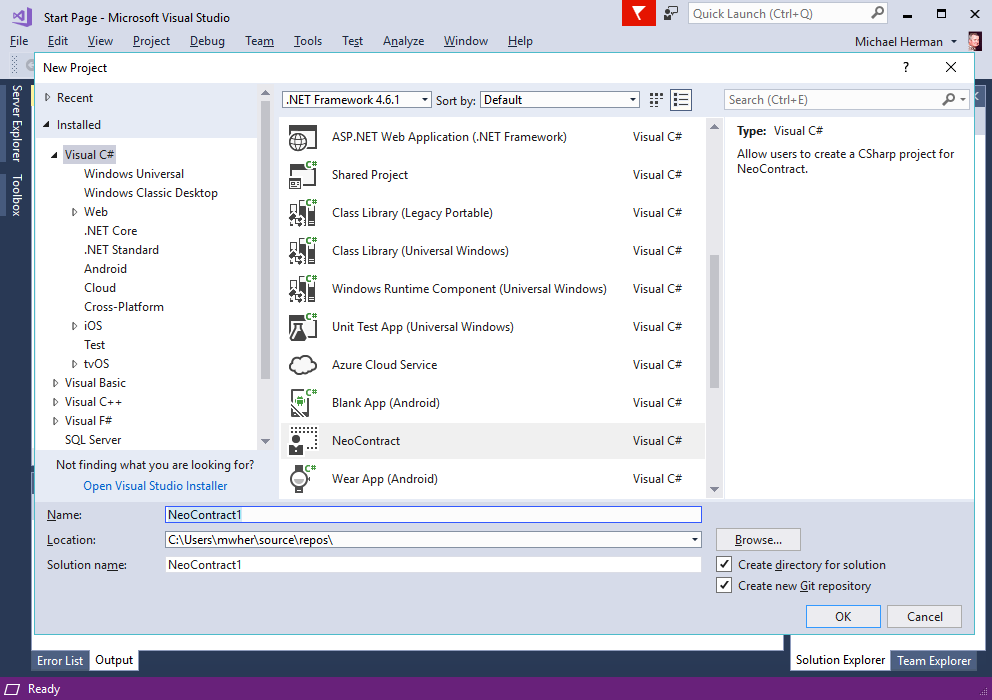 Start Page - Microsoft Visual Studio
Quick Launch (Ctrl+Q)
File Edit View Project Debug Team Tools Test Analyze Window Help
Michael Herman
New Project
?
Server Explorer
Toolbox
Recent
Installed
Visual C#
Windows Universal
Windows Classic Desktop
Web
.NET Core
.NET Standard
Android
Cloud
Cross-Platform
iOS
Test
tvOS
Visual Basic
Visual C++
Visual F#
SQL Server
Not finding what you are looking for?
Open Visual Studio Installer
.NET Framework 4.6.1 Sort by: Default
Search (Ctrl+E)
ASP.NET Web Application (.NET Framework) Visual C#
Shared Project Visual C#
Class Library (Legacy Portable) Visual C#
Class Library (Universal Windows) Visual C#
Windows Runtime Component (Universal Windows) Visual C#
Unit Test App (Universal Windows) Visual C#
Azure Cloud Service Visual C#
Blank App (Android) Visual C#
NeoContract Visual C#
Wear App (Android) Visual C#
Type: Visual C#
Allow users to create a CSharp project for
NeoContract.
Name: NeoContract1
Location: C:\Users\mwher\source\repos\ Browse...
Solution name: NeoContract1
Create directory for solution
Create new Git repository
OK Cancel
Error List Output
Solution Explorer Team Explorer
Ready